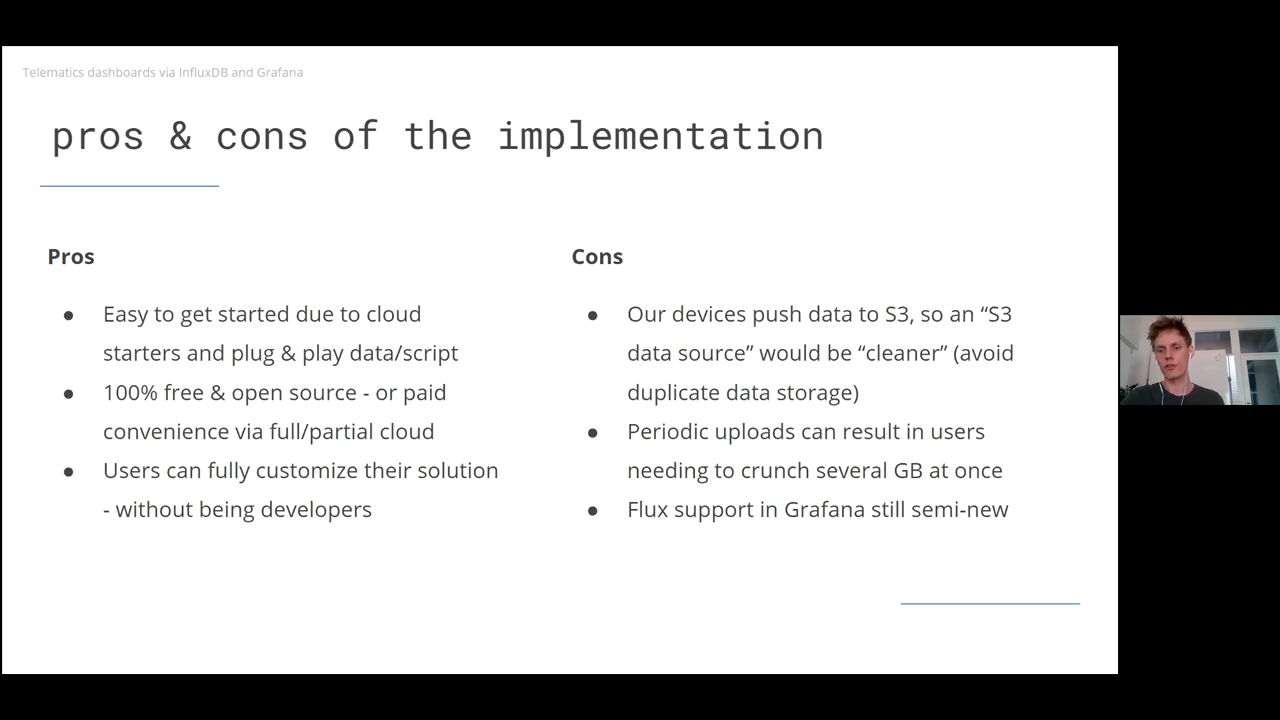 Telematics dashboards via InfluxDB and Grafana
pros & cons of the implementation
Pros
● Easy to get started due to cloud
starters and plug & play data/script
● 100% free & open source - or paid
convenience via full/partial cloud
● Users can fully customize their solution
- without being developers
Cons
● Our devices push data to S3, so an “S3
data source” would be “cleaner” (avoid
duplicate data storage)
● Periodic uploads can result in users
needing to crunch several GB at once
● Flux support in Grafana still semi-new